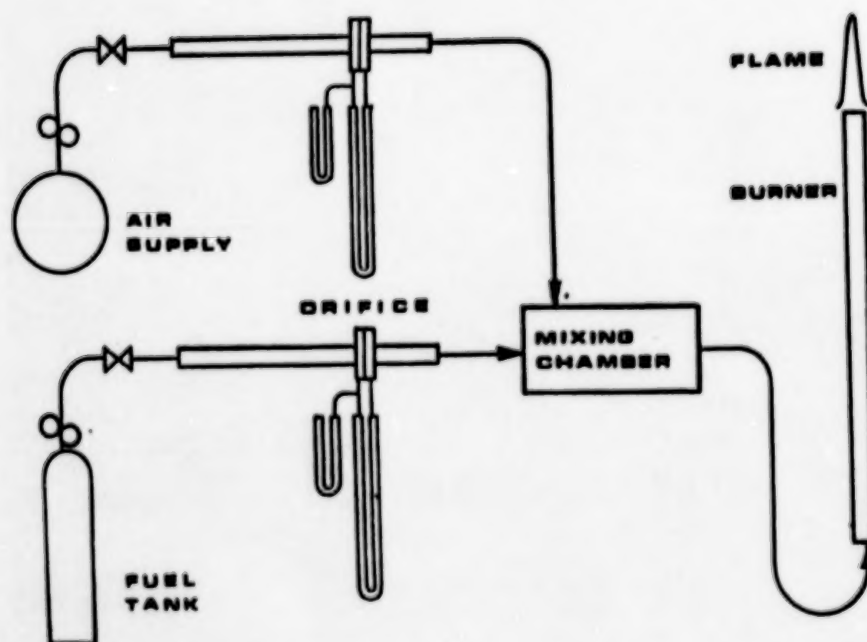 FLAME
BURNER
AIR
SUPPLY
ORIFICE
MIXING
CHAMBER
FUEL
TANK